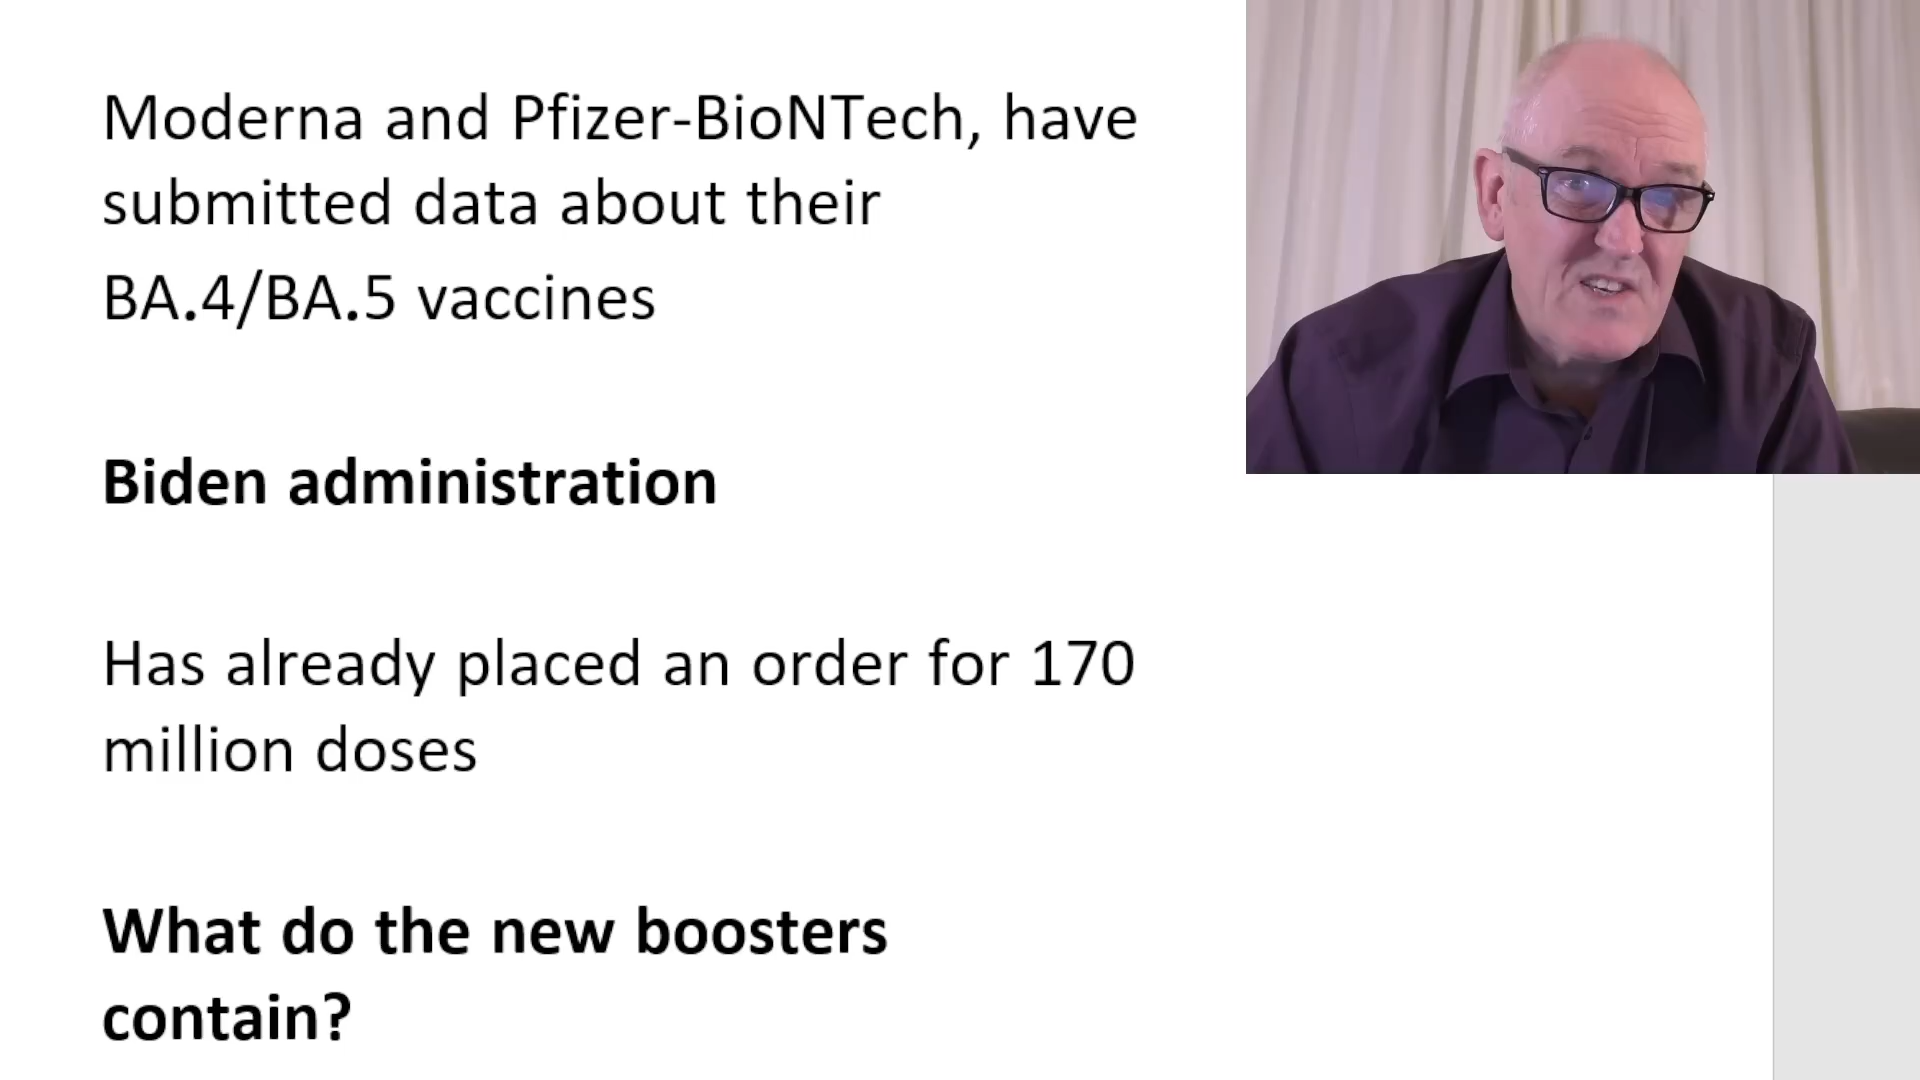 Moderna and Pfizer-BioNTech, have
submitted data about their
BA.4/BA.5 vaccines
Biden administration
Has already placed an order for 170
million doses
What do the new boosters
contain?